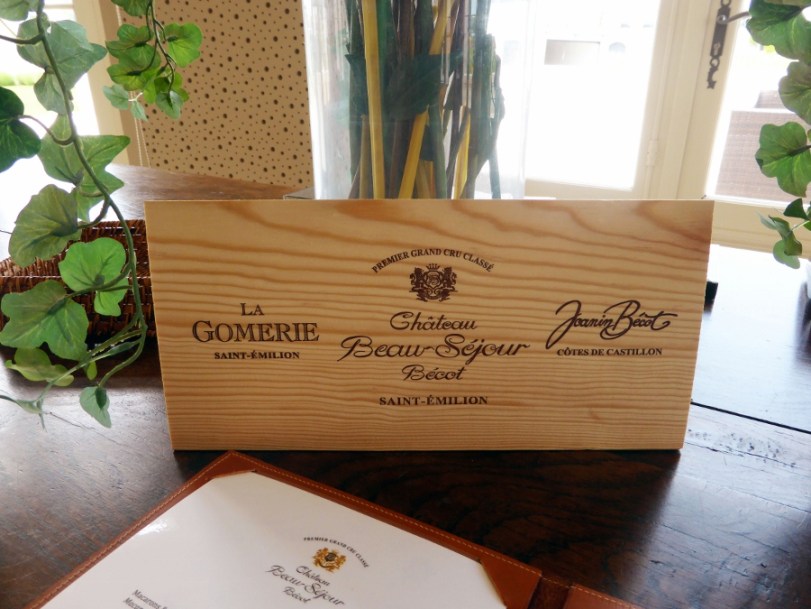 PREMIER GRAND CRU CLASSÉ
LA
GOMERIE
SAINT-ÉMILION
Château
Beau-Séjour
Bécot
SAINT-ÉMILION
Joanin Bécot
CÔTES DE CASTILLON
PREMIER GRAND CRU CLASSÉ
Château
Beau-Séjour
Bécot